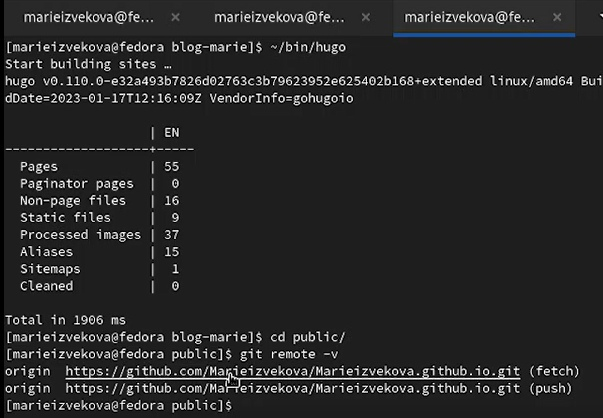 marieizvekova@fe... × marieizvekova@fe... × marieizvekova@fe... ×
[marieizvekova@fedora blog-marie]$ ~/bin/hugo
Start building sites …
hugo v0.110.0-e32a493b7826d02763c3b79623952e625402b168+extended linux/amd64 Bui
dDate=2023-01-17T12:16:09Z VendorInfo=gohugoio
| EN
-------------------+-----
Pages | 55
Paginator pages | 0
Non-page files | 16
Static files | 9
Processed images | 37
Aliases | 15
Sitemaps | 1
Cleaned | 0
Total in 1906 ms
[marieizvekova@fedora blog-marie]$ cd public/
[marieizvekova@fedora public]$ git remote -v
origin https://github.com/Marieizvekova/Marieizvekova.github.io.git (fetch)
origin https://github.com/Marieizvekova/Marieizvekova.github.io.git (push)
[marieizvekova@fedora public]$